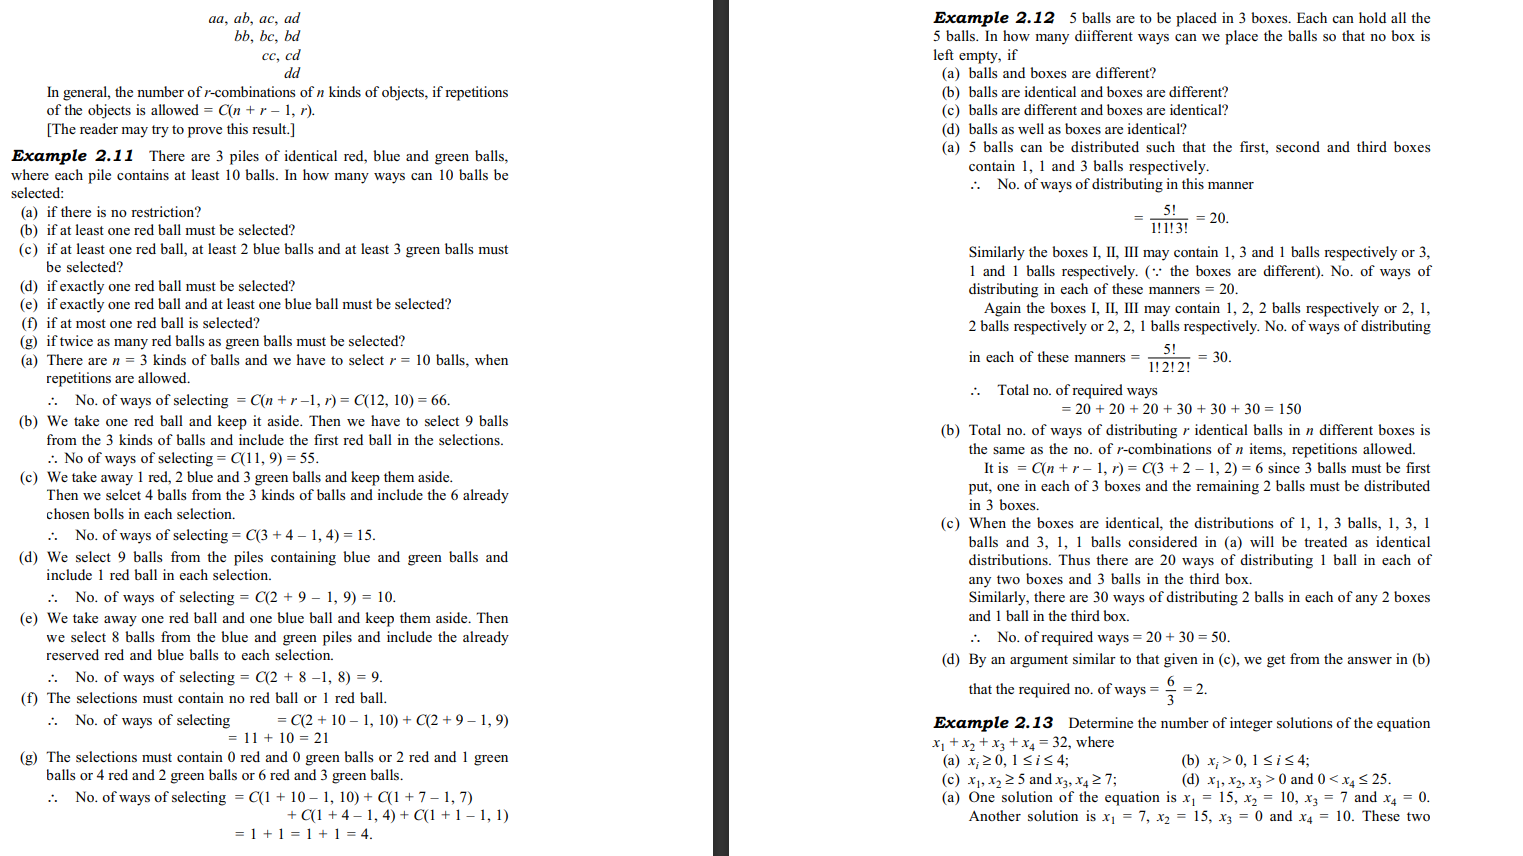 aa, ab, ac, ad
bb, bc, bd
cc, cd
dd
In general, the number of r-combinations of n kinds of objects, if repetitions
of the objects is allowed = C(n + r – 1, r).
[The reader may try to prove this result.]
Example 2.11 There are 3 piles of identical red, blue and green balls,
where each pile contains at least 10 balls. In how many ways can 10 balls be
selected:
(a) if there is no restriction?
(b) if at least one red ball must be selected?
(c) if at least one red ball, at least 2 blue balls and at least 3 green balls must
be selected?
(d) if exactly one red ball must be selected?
(e) if exactly one red ball and at least one blue ball must be selected?
(f) if at most one red ball is selected?
(g) if twice as many red balls as green balls must be selected?
(a) There are n = 3 kinds of balls and we have to select r = 10 balls, when
repetitions are allowed.
∴ No. of ways of selecting = C(n + r –1, r) = C(12, 10) = 66.
(b) We take one red ball and keep it aside. Then we have to select 9 balls
from the 3 kinds of balls and include the first red ball in the selections.
∴ No of ways of selecting = C(11, 9) = 55.
(c) We take away 1 red, 2 blue and 3 green balls and keep them aside.
Then we selcet 4 balls from the 3 kinds of balls and include the 6 already
chosen bolls in each selection.
∴ No. of ways of selecting = C(3 + 4 – 1, 4) = 15.
(d) We select 9 balls from the piles containing blue and green balls and
include 1 red ball in each selection.
∴ No. of ways of selecting = C(2 + 9 – 1, 9) = 10.
(e) We take away one red ball and one blue ball and keep them aside. Then
we select 8 balls from the blue and green piles and include the already
reserved red and blue balls to each selection.
∴ No. of ways of selecting = C(2 + 8 –1, 8) = 9.
(f) The selections must contain no red ball or 1 red ball.
∴ No. of ways of selecting = C(2 + 10 – 1, 10) + C(2 + 9 – 1, 9)
= 11 + 10 = 21
(g) The selections must contain 0 red and 0 green balls or 2 red and 1 green
balls or 4 red and 2 green balls or 6 red and 3 green balls.
∴ No. of ways of selecting = C(1 + 10 – 1, 10) + C(1 + 7 – 1, 7)
+ C(1 + 4 – 1, 4) + C(1 + 1 – 1, 1)
= 1 + 1 = 1 + 1 = 4.
Example 2.12 5 balls are to be placed in 3 boxes. Each can hold all the
5 balls. In how many diifferent ways can we place the balls so that no box is
left empty, if
(a) balls and boxes are different?
(b) balls are identical and boxes are different?
(c) balls are different and boxes are identical?
(d) balls as well as boxes are identical?
(a) 5 balls can be distributed such that the first, second and third boxes
contain 1, 1 and 3 balls respectively.
∴ No. of ways of distributing in this manner
= 5!/1!1!3! = 20.
Similarly the boxes I, II, III may contain 1, 3 and 1 balls respectively or 3,
1 and 1 balls respectively. (∵ the boxes are different). No. of ways of
distributing in each of these manners = 20.
Again the boxes I, II, III may contain 1, 2, 2 balls respectively or 2, 1,
2 balls respectively or 2, 2, 1 balls respectively. No. of ways of distributing
in each of these manners = 5!/1!2!2! = 30.
∴ Total no. of required ways
= 20 + 20 + 20 + 30 + 30 + 30 = 150
(b) Total no. of ways of distributing r identical balls in n different boxes is
the same as the no. of r-combinations of n items, repetitions allowed.
It is = C(n + r – 1, r) = C(3 + 2 – 1, 2) = 6 since 3 balls must be first
put, one in each of 3 boxes and the remaining 2 balls must be distributed
in 3 boxes.
(c) When the boxes are identical, the distributions of 1, 1, 3 balls, 1, 3, 1
balls and 3, 1, 1 balls considered in (a) will be treated as identical
distributions. Thus there are 20 ways of distributing 1 ball in each of
any two boxes and 3 balls in the third box.
Similarly, there are 30 ways of distributing 2 balls in each of any 2 boxes
and 1 ball in the third box.
∴ No. of required ways = 20 + 30 = 50.
(d) By an argument similar to that given in (c), we get from the answer in (b)
that the required no. of ways = 6/3 = 2.
Example 2.13 Determine the number of integer solutions of the equation
x₁ + x₂ + x₃ + x₄ = 32, where
(a) xᵢ ≥ 0, 1 ≤ i ≤ 4; (b) xᵢ > 0, 1 ≤ i ≤ 4;
(c) x₁, x₂ ≥ 5 and x₃, x₄ ≥ 7; (d) x₁, x₂, x₃ > 0 and 0 < x₄ ≤ 25.
(a) One solution of the equation is x₁ = 15, x₂ = 10, x₃ = 7 and x₄ = 0.
Another solution is x₁ = 7, x₂ = 15, x₃ = 0 and x₄ = 10. These two